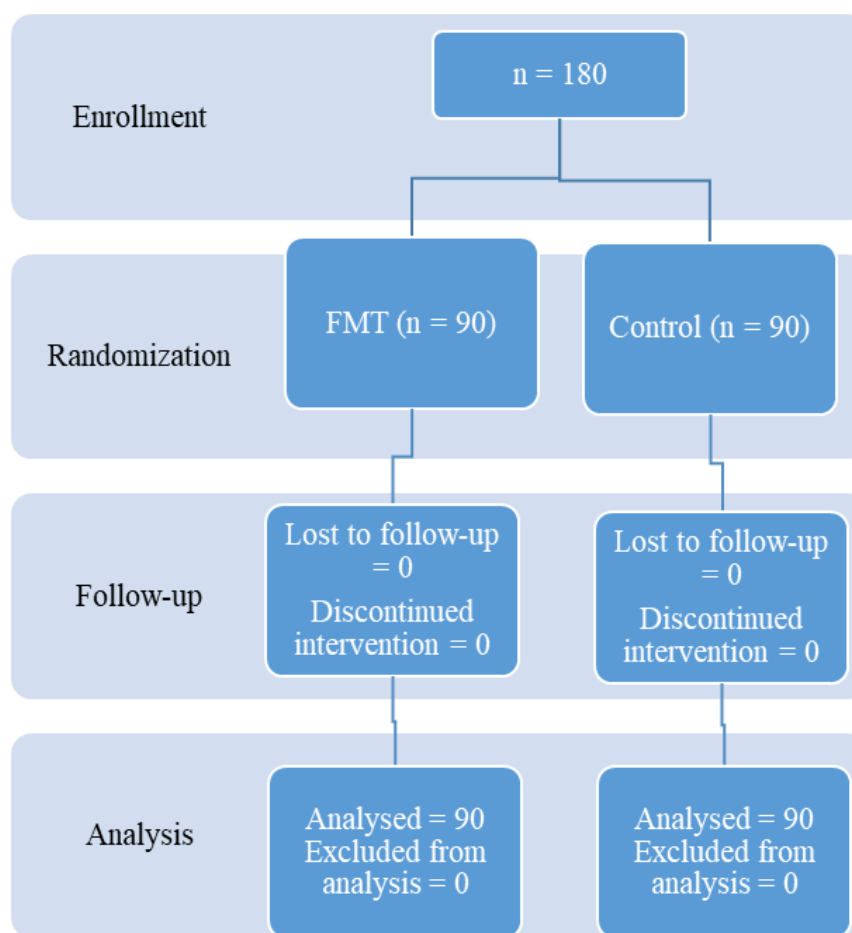 Enrollment
n = 180
Randomization
FMT (n = 90)
Control (n = 90)
Follow-up
Lost to follow-up
= 0
Discontinued
intervention = 0
Lost to follow-up
= 0
Discontinued
intervention = 0
Analysis
Analysed = 90
Excluded from
analysis = 0
Analysed = 90
Excluded from
analysis = 0